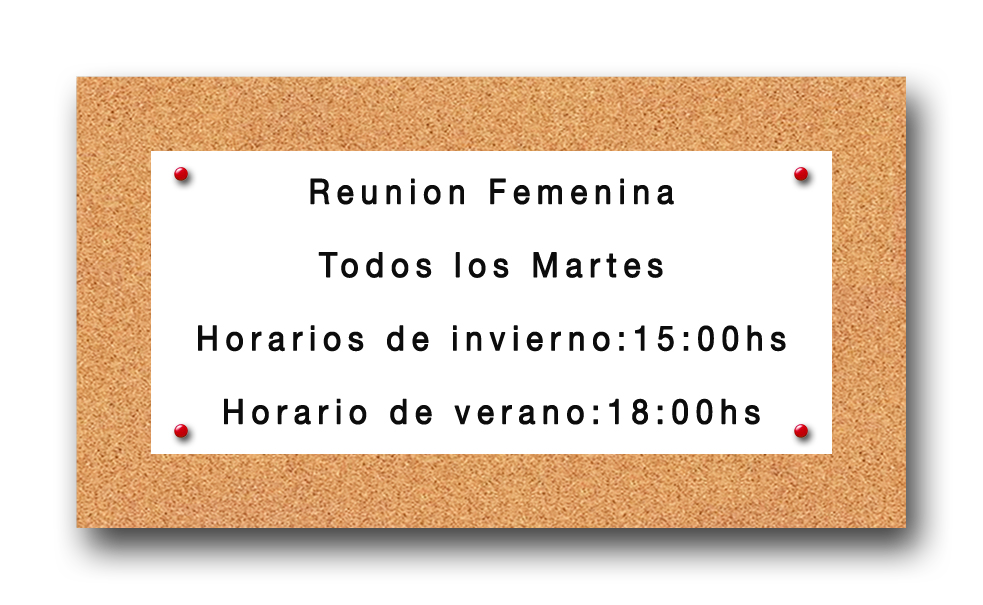 Reunion Femenina
Todos los Martes
Horarios de invierno:15:00hs
Horario de verano:18:00hs